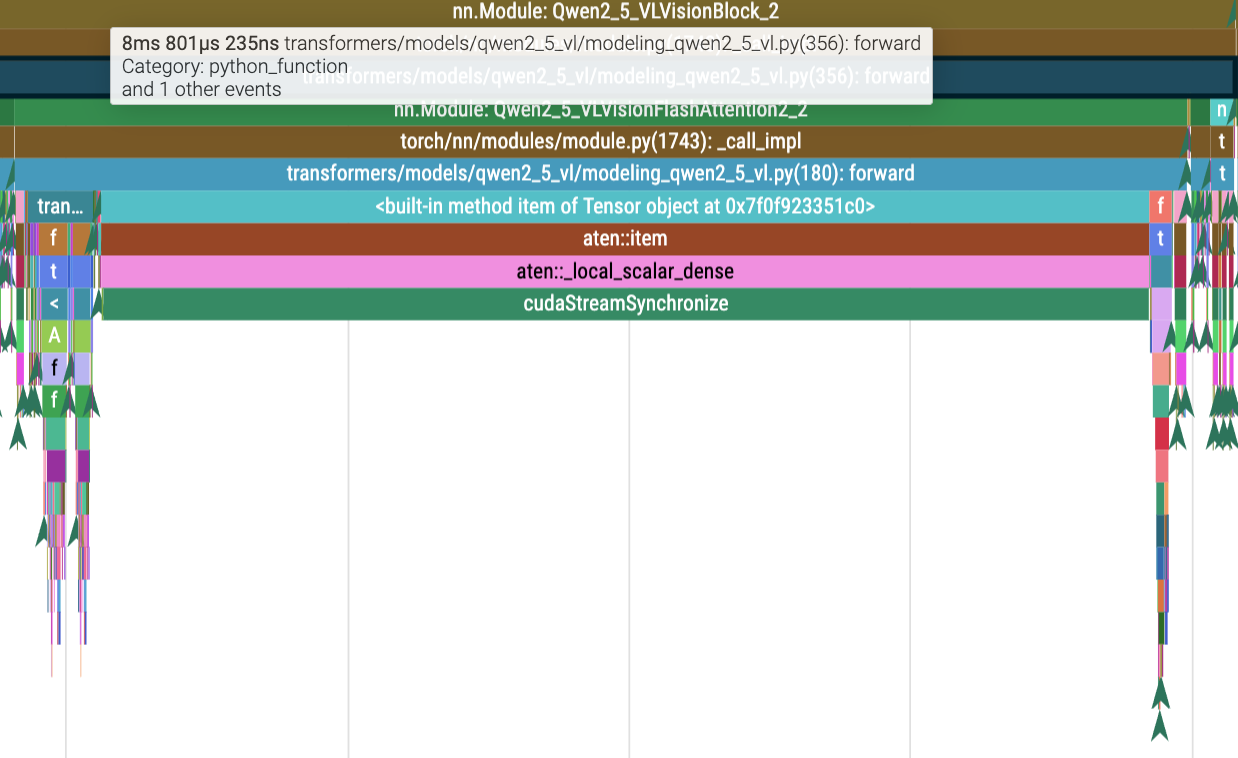 nn.Module: Qwen2_5_VLVisionBlock_2
8ms 801µs 235ns transformers/models/qwen2_5_vl/modeling_qwen2_5_vl.py(356): forward
Category: python_function
and 1 other events
transformers/models/qwen2_5_vl/modeling_qwen2_5_vl.py(356): forward
nn.Module: Qwen2_5_VLVisionFlashAttention2_2
n
torch/nn/modules/module.py(1743): _call_impl
t
transformers/models/qwen2_5_vl/modeling_qwen2_5_vl.py(180): forward
t
tran...
<built-in method item of Tensor object at 0x7f0f923351c0>
f
f
aten::item
t
t
aten::_local_scalar_dense
<
cudaStreamSynchronize
A
f
f